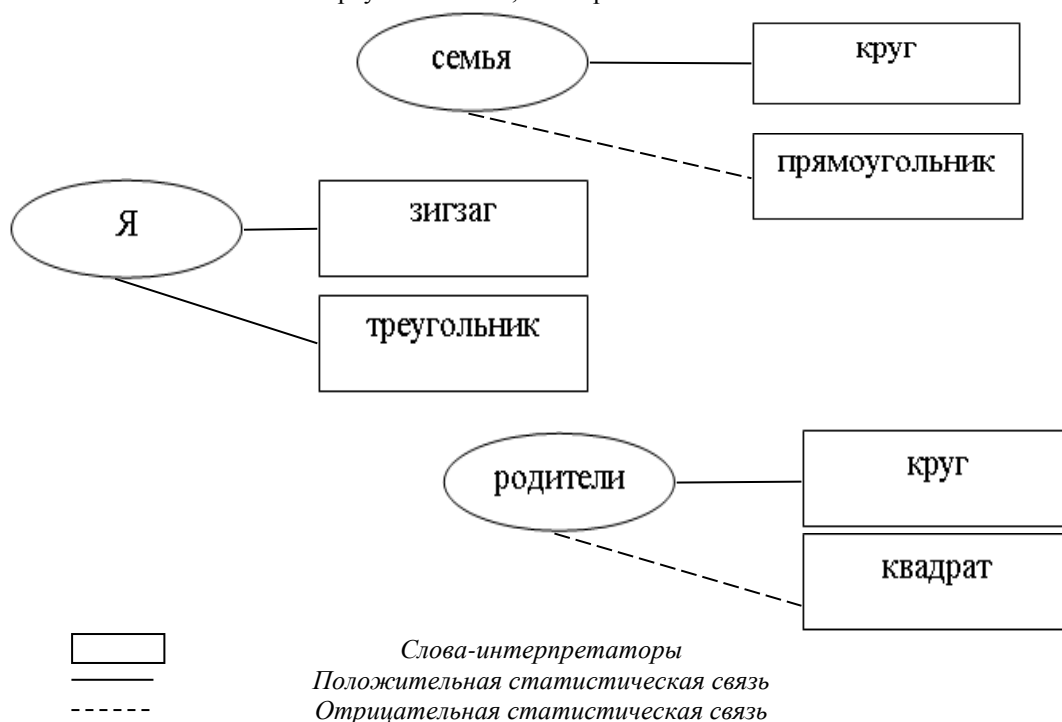 семья
круг
прямоугольник
Я
зигзаг
треугольник
родители
круг
квадрат
Слова-интерпретаторы
Положительная статистическая связь
Отрицательная статистическая связь